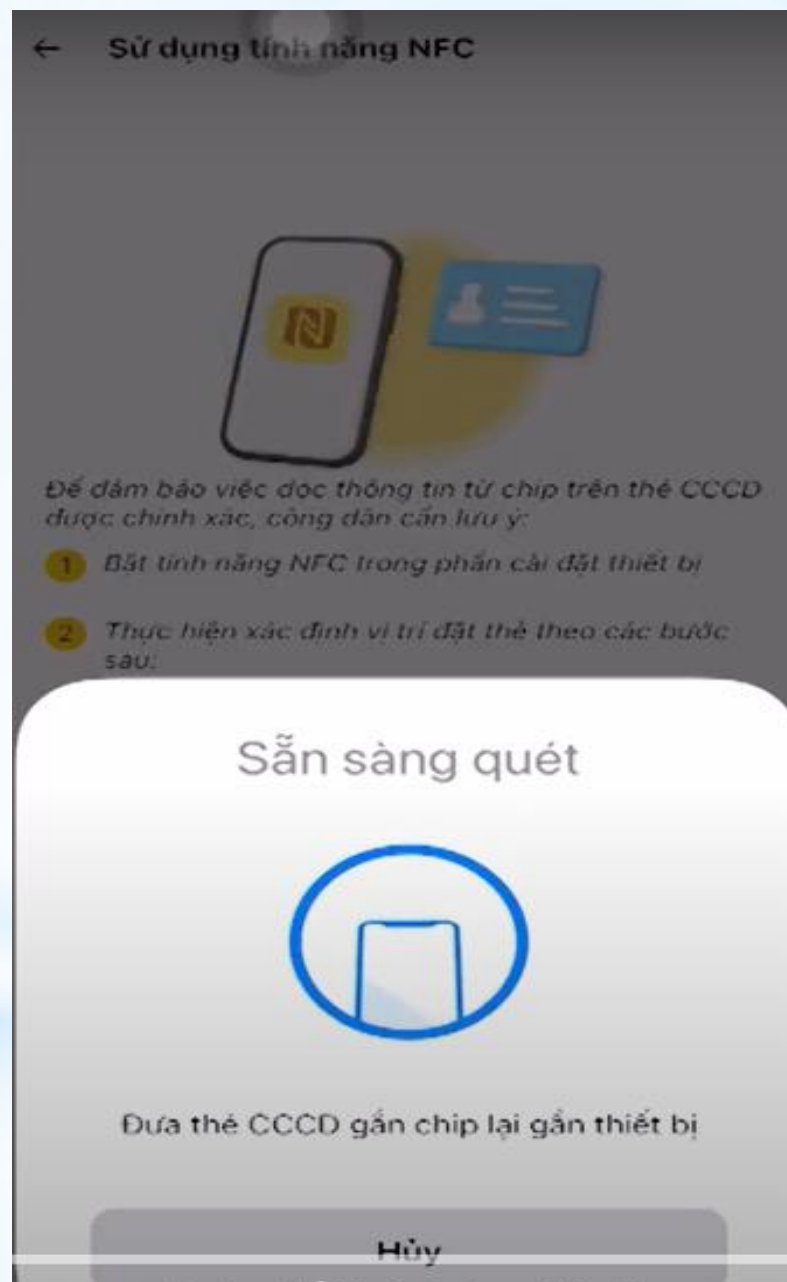 ← Sử dụng tính năng NFC
Để đảm bảo việc đọc thông tin từ chip trên thẻ CCCD
được chính xác, công dân cần lưu ý:
1 Bật tính năng NFC trong phần cài đặt thiết bị
2 Thực hiện xác định vị trí đặt thẻ theo các bước
sau:
Sẵn sàng quét
Đưa thẻ CCCD gắn chip lại gần thiết bị
Hủy